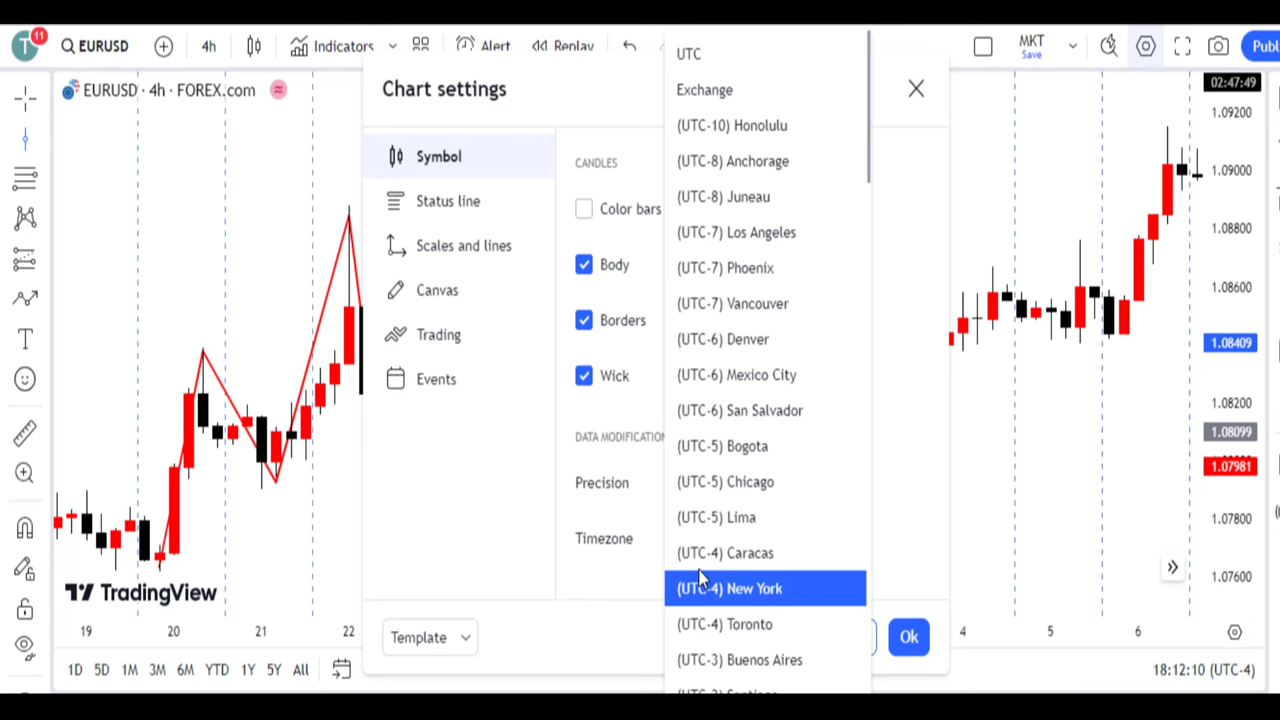 T
11
EURUSD
4h
Indicators
Alert
Replay
MKT
Save
Publ
EURUSD · 4h · FOREX.com
Chart settings
Symbol
Status line
Scales and lines
Canvas
Trading
Events
CANDLES
Color bars
Body
Borders
Wick
DATA MODIFICATION
Precision
Timezone
Template
Ok
UTC
Exchange
(UTC-10) Honolulu
(UTC-8) Anchorage
(UTC-8) Juneau
(UTC-7) Los Angeles
(UTC-7) Phoenix
(UTC-7) Vancouver
(UTC-6) Denver
(UTC-6) Mexico City
(UTC-6) San Salvador
(UTC-5) Bogota
(UTC-5) Chicago
(UTC-5) Lima
(UTC-4) Caracas
(UTC-4) New York
(UTC-4) Toronto
(UTC-3) Buenos Aires
02:47:49
1.09200
1.09000
1.08800
1.08600
1.08409
1.08200
1.08099
1.07981
1.07800
1.07600
TradingView
19 20 21 22 4 5 6
1D 5D 1M 3M 6M YTD 1Y 5Y All
18:12:10 (UTC-4)